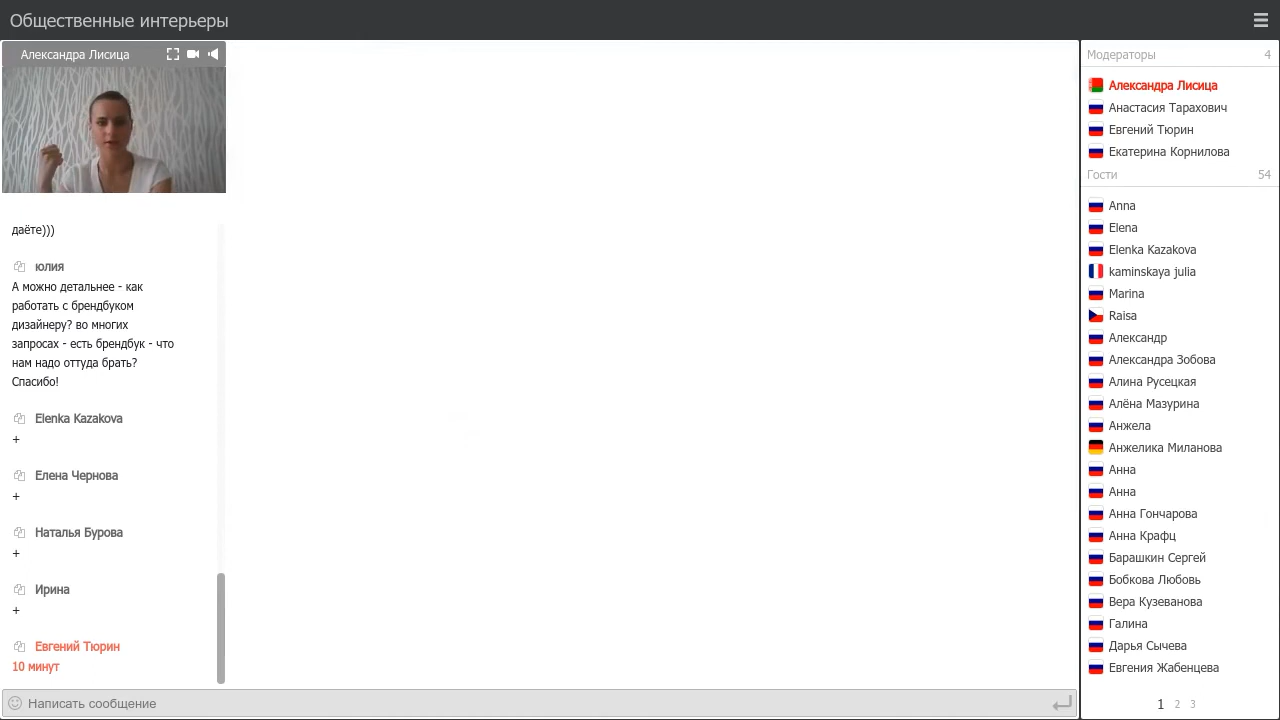 Общественные интерьеры
Александра Лисица
даёте)))
юлия
А можно детальнее - как
работать с брендбуком
дизайнеру? во многих
запросах - есть брендбук - что
нам надо оттуда брать?
Спасибо!
Elenka Kazakova
+
Елена Чернова
+
Наталья Бурова
+
Ирина
+
Евгений Тюрин
10 минут
Написать сообщение
Модераторы 4
Александра Лисица
Анастасия Тарахович
Евгений Тюрин
Екатерина Корнилова
Гости 54
Anna
Elena
Elenka Kazakova
kaminskaya julia
Marina
Raisa
Александр
Александра Зобова
Алина Русецкая
Алёна Мазурина
Анжела
Анжелика Миланова
Анна
Анна
Анна Гончарова
Анна Крафц
Барашкин Сергей
Бобкова Любовь
Вера Кузеванова
Галина
Дарья Сычева
Евгения Жабенцева
1 2 3